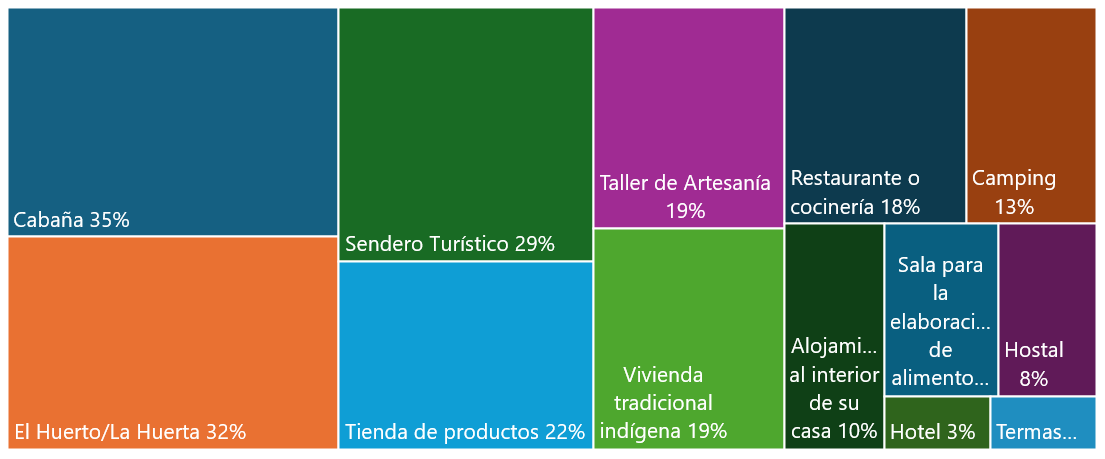 Cabaña 35%
El Huerto/La Huerta 32%
Sendero Turístico 29%
Tienda de productos 22%
Taller de Artesanía
19%
Vivienda
tradicional
indígena 19%
Restaurante o
cocinería 18%
Camping
13%
Alojami...
al interior
de su
casa 10%
Sala para
la
elaboraci...
de
alimento...
Hostal
8%
Hotel 3%
Termas...